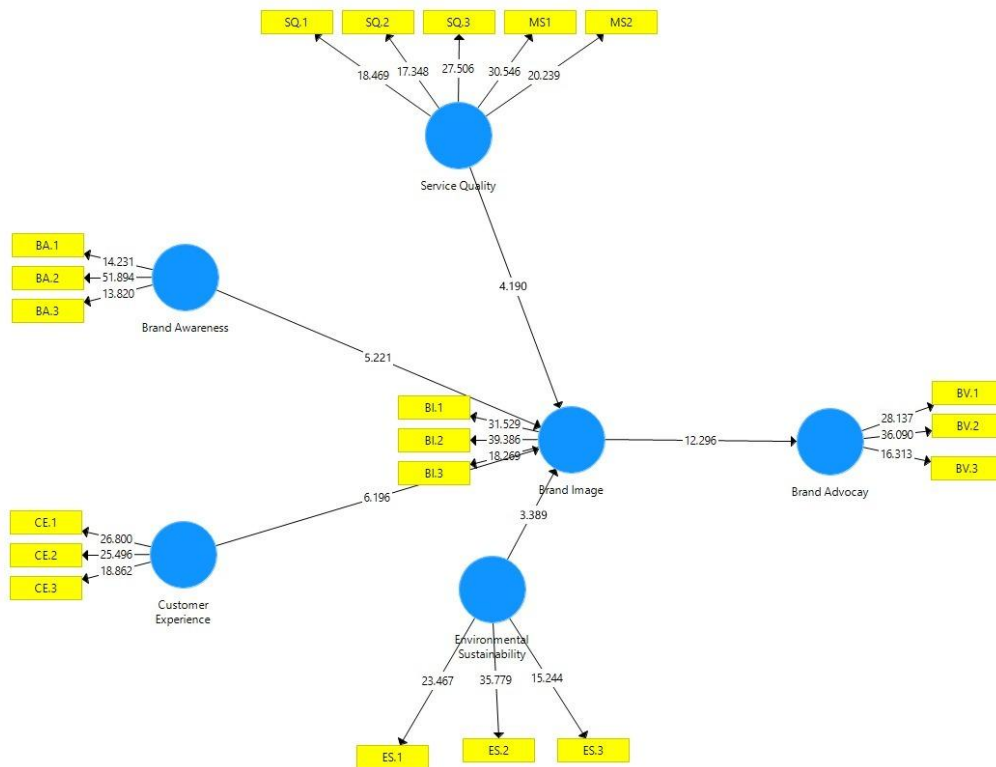 SQ.1
SQ.2
SQ.3
MS1
MS2
18.469
17.348
27.506
30.546
20.239
Service Quality
BA.1
BA.2
BA.3
14.231
51.894
13.820
Brand Awareness
4.190
5.221
BI.1
BI.2
BI.3
31.529
39.386
18.269
Brand Image
12.296
BV.1
BV.2
BV.3
28.137
36.090
16.313
Brand Advocay
6.196
3.389
CE.1
CE.2
CE.3
26.800
25.496
18.862
Customer
Experience
Environmental
Sustainability
23.467
35.779
15.244
ES.1
ES.2
ES.3